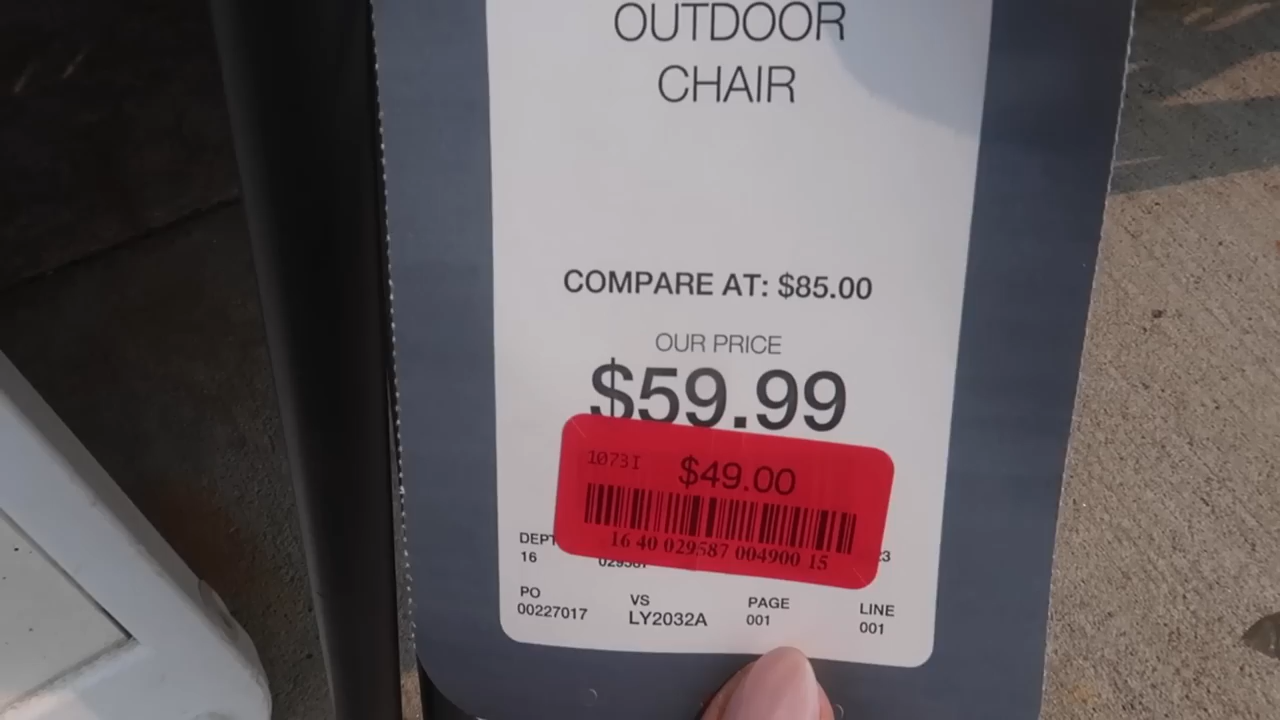 OUTDOOR
CHAIR
COMPARE AT: $85.00
OUR PRICE
$59.99
1073I $49.00
16 40 029587 004900 15
DEPT
16
PO
00227017
VS
LY2032A
PAGE
001
LINE
001